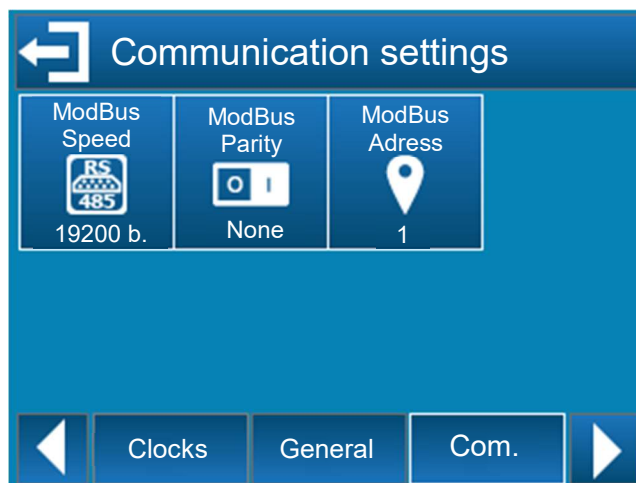 Communication settings
ModBus
Speed
RS
485
19200 b.
ModBus
Parity
O I
None
ModBus
Adress
1
Clocks
General
Com.